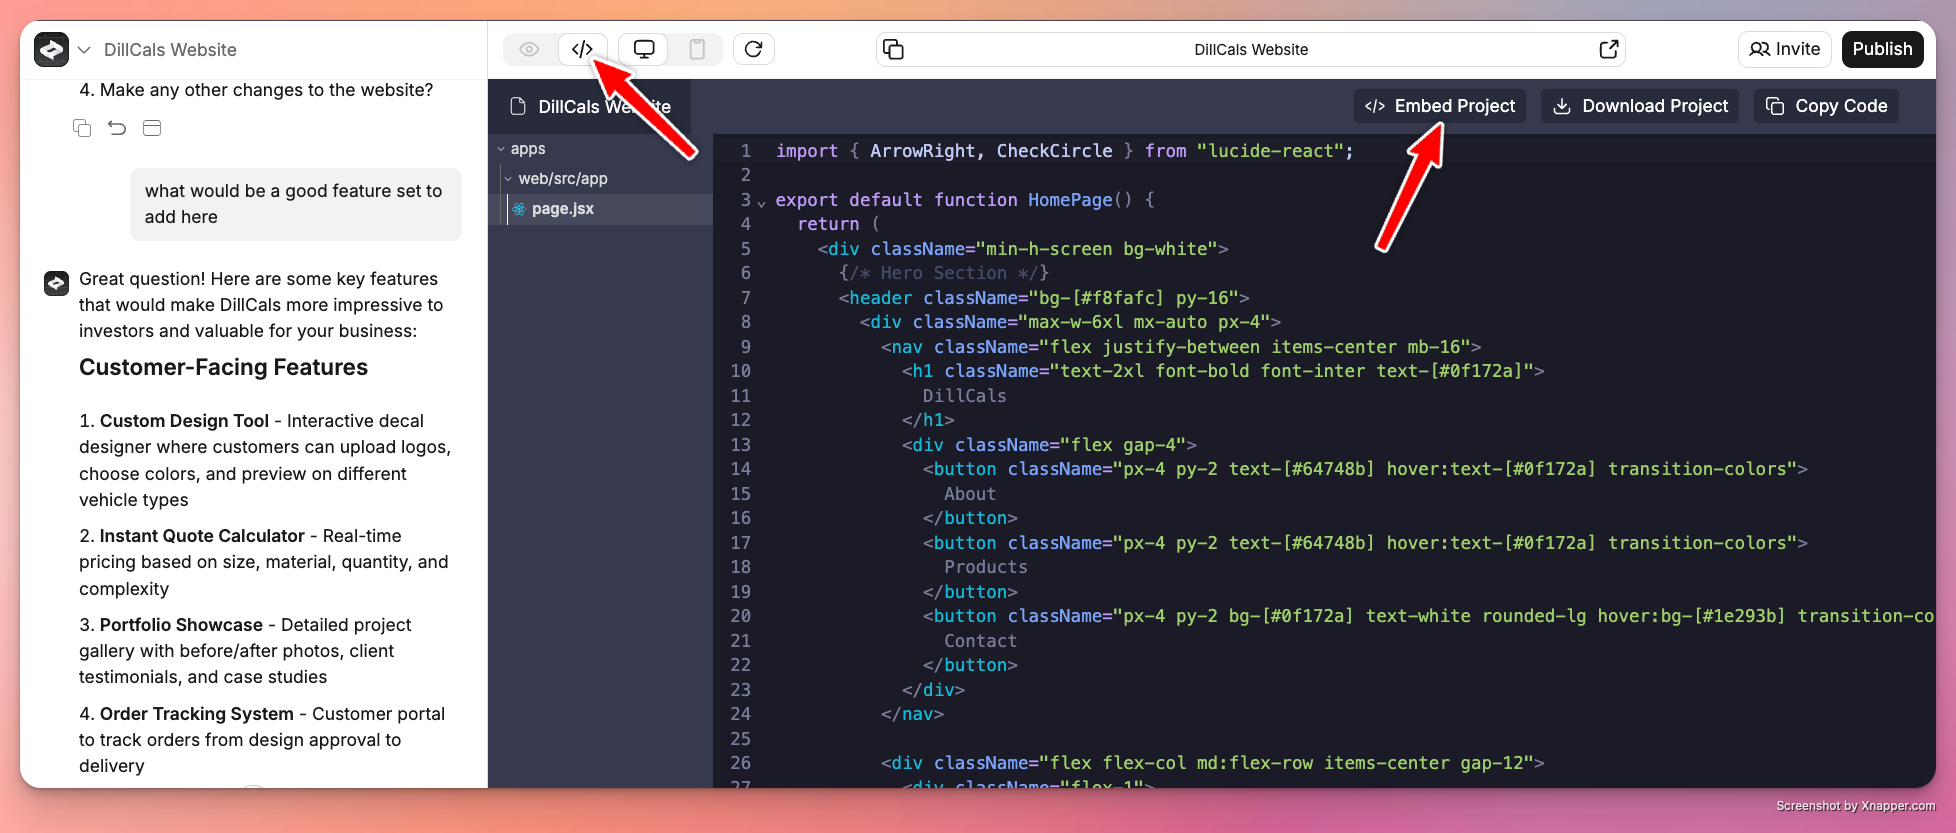 DillCals Website
DillCals Website
Invite
Publish
4. Make any other changes to the website?
what would be a good feature set to
add here
Great question! Here are some key features
that would make DillCals more impressive to
investors and valuable for your business:
Customer-Facing Features
1. Custom Design Tool - Interactive decal
designer where customers can upload logos,
choose colors, and preview on different
vehicle types
2. Instant Quote Calculator - Real-time
pricing based on size, material, quantity, and
complexity
3. Portfolio Showcase - Detailed project
gallery with before/after photos, client
testimonials, and case studies
4. Order Tracking System - Customer portal
to track orders from design approval to
delivery
DillCals
</> Embed Project
Download Project
Copy Code
apps
web/src/app
page.jsx
1 import { ArrowRight, CheckCircle } from "lucide-react";
2
3 export default function HomePage() {
4 return (
5 <div className="min-h-screen bg-white">
6 {/* Hero Section */}
7 <header className="bg-[#f8fafc] py-16">
8 <div className="max-w-6xl mx-auto px-4">
9 <nav className="flex justify-between items-center mb-16">
10 <h1 className="text-2xl font-bold font-inter text-[#0f172a]">
11 DillCals
12 </h1>
13 <div className="flex gap-4">
14 <button className="px-4 py-2 text-[#64748b] hover:text-[#0f172a] transition-colors">
15 About
16 </button>
17 <button className="px-4 py-2 text-[#64748b] hover:text-[#0f172a] transition-colors">
18 Products
19 </button>
20 <button className="px-4 py-2 bg-[#0f172a] text-white rounded-lg hover:bg-[#1e293b] transition-co
21 Contact
22 </button>
23 </div>
24 </nav>
25
26 <div className="flex flex-col md:flex-row items-center gap-12">
27 <div className="flex-1">
Screenshot by Xnapper.com